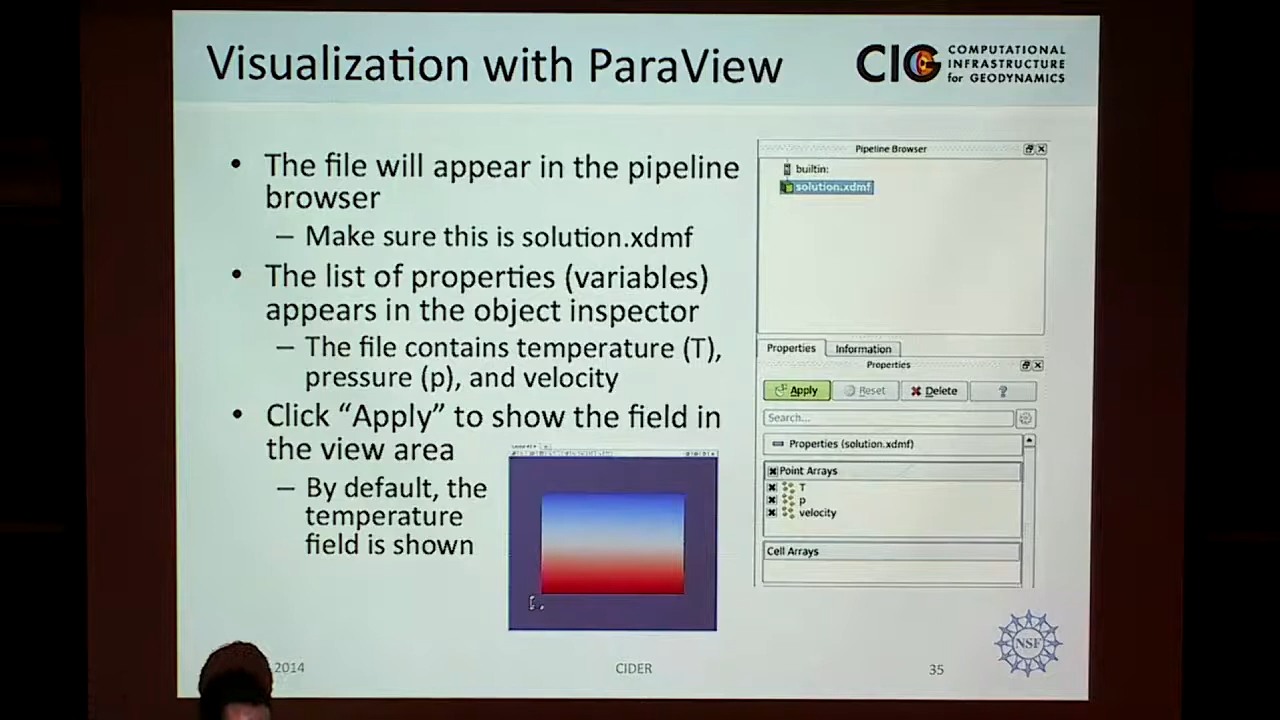 Visualization with ParaView
CIG COMPUTATIONAL
INFRASTRUCTURE
for GEODYNAMICS
• The file will appear in the pipeline
browser
– Make sure this is solution.xdmf
• The list of properties (variables)
appears in the object inspector
– The file contains temperature (T),
pressure (p), and velocity
• Click “Apply” to show the field in
the view area
– By default, the
temperature
field is shown
Pipeline Browser
builtin:
solution.xdmf
Properties Information
Properties
Apply Reset Delete ?
Search...
Properties (solution.xdmf)
Point Arrays
T
p
velocity
Cell Arrays
NSF
2014
CIDER
35